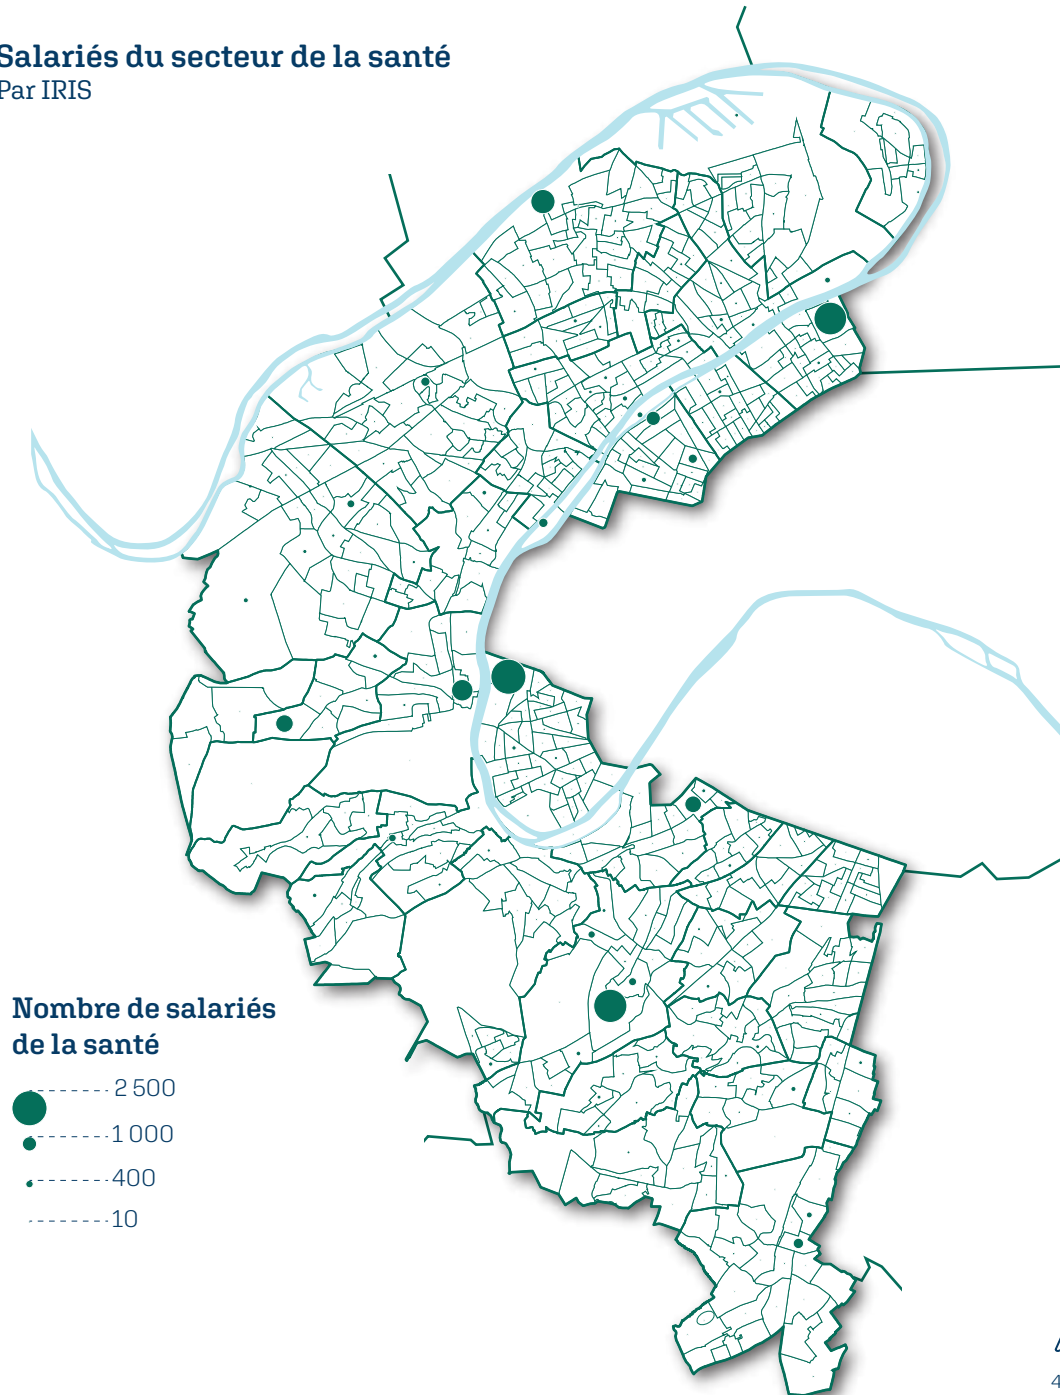 Salariés du secteur de la santé
Par IRIS
Nombre de salariés
de la santé
2 500
1 000
400
10
4